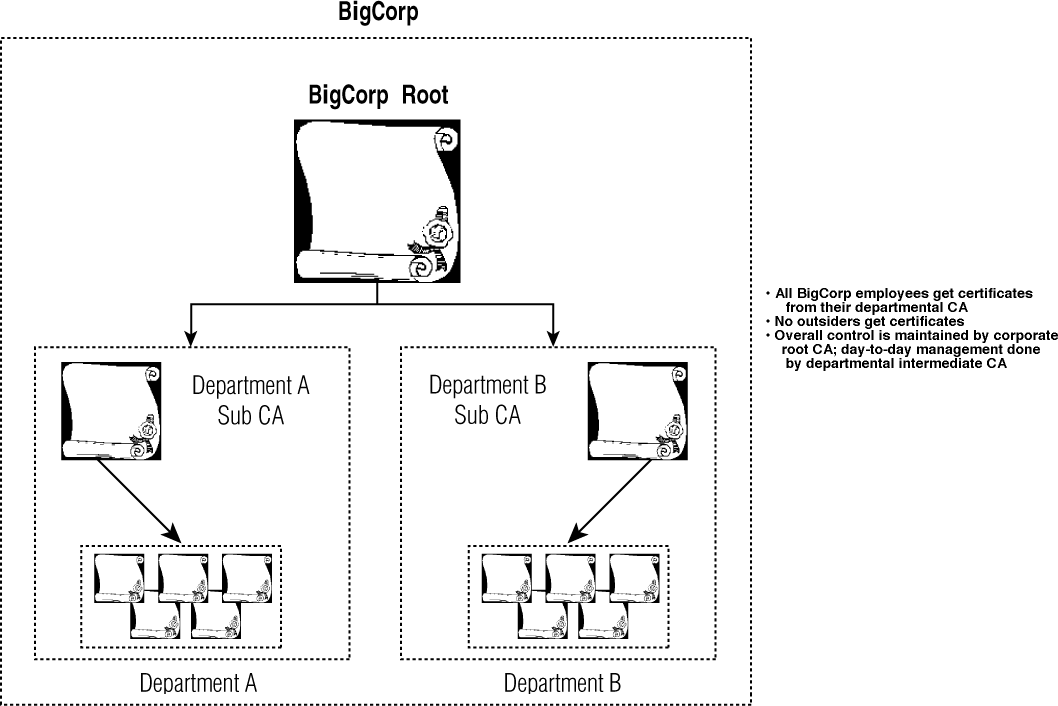 BigCorp
BigCorp Root
Department A
Sub CA
Department B
Sub CA
Department A
Department B
• All BigCorp employees get certificates
from their departmental CA
• No outsiders get certificates
• Overall control is maintained by corporate
root CA; day-to-day management done
by departmental intermediate CA